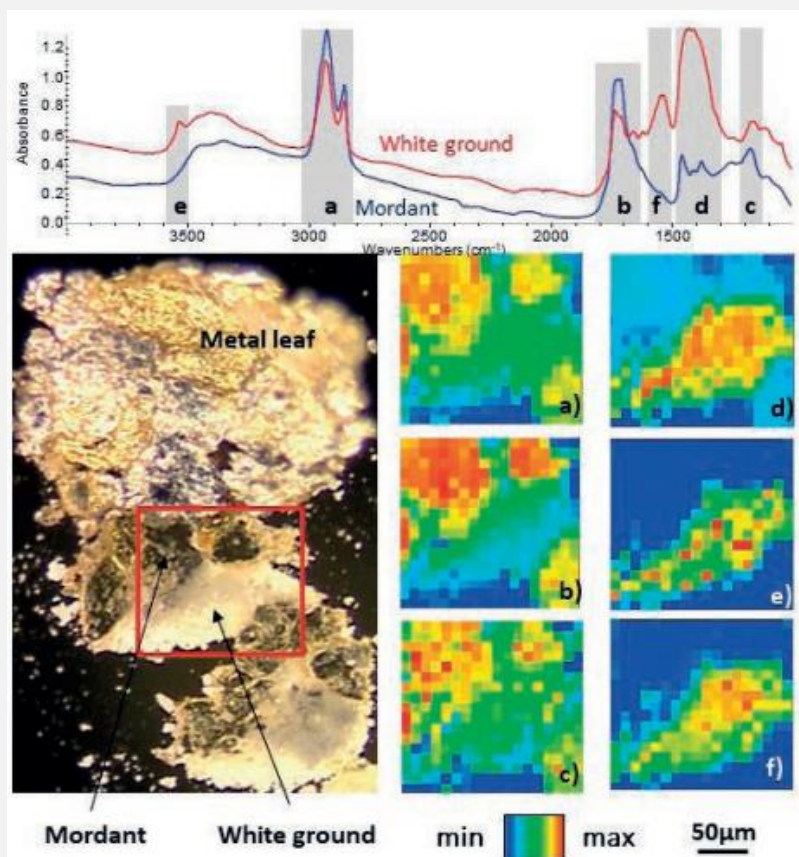 Absorbance
1.2
1.0
0.8
0.6
0.4
0.2
0.0
White ground
Mordant
e
a
b
f
d
c
3500
3000
2500
2000
1500
Wavenumbers (cm⁻¹)
Metal leaf
a)
d)
b)
e)
c)
f)
Mordant
White ground
min
max
50µm